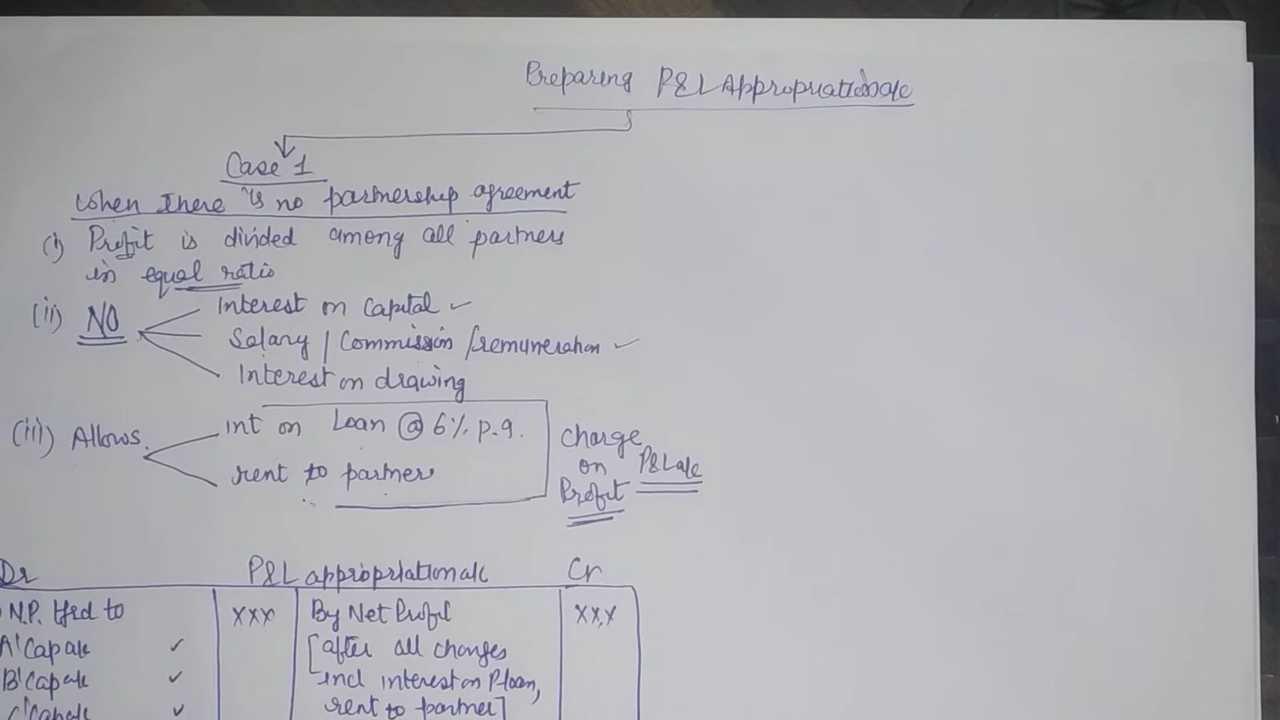 Preparing P&L Appropriation a/c
Case 1
When There is no partnership agreement
(i) Profit is divided among all partners
in equal ratio
(ii) NO
Interest on Capital ✓
Salary / Commission / remuneration ✓
Interest on drawing
(iii) Allows
int on Loan @ 6% p.a.
rent to partner
charge
on
Profit
P&L a/c
Dr P&L appropriation a/c Cr
N.P. tfrd to xxx By Net Profit xxx
A' Cap a/c ✓ [after all charges
B' Cap a/c ✓ incl interest on P. loan,
C' Cap a/c ✓ rent to partner]